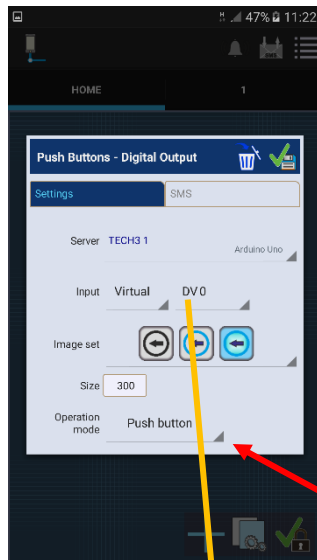 H 47% 11:22
HOME 1
Push Buttons - Digital Output
Settings SMS
Server TECH3 1 Arduino Uno
Input Virtual DV 0
Image set
Size 300
Operation
mode Push button